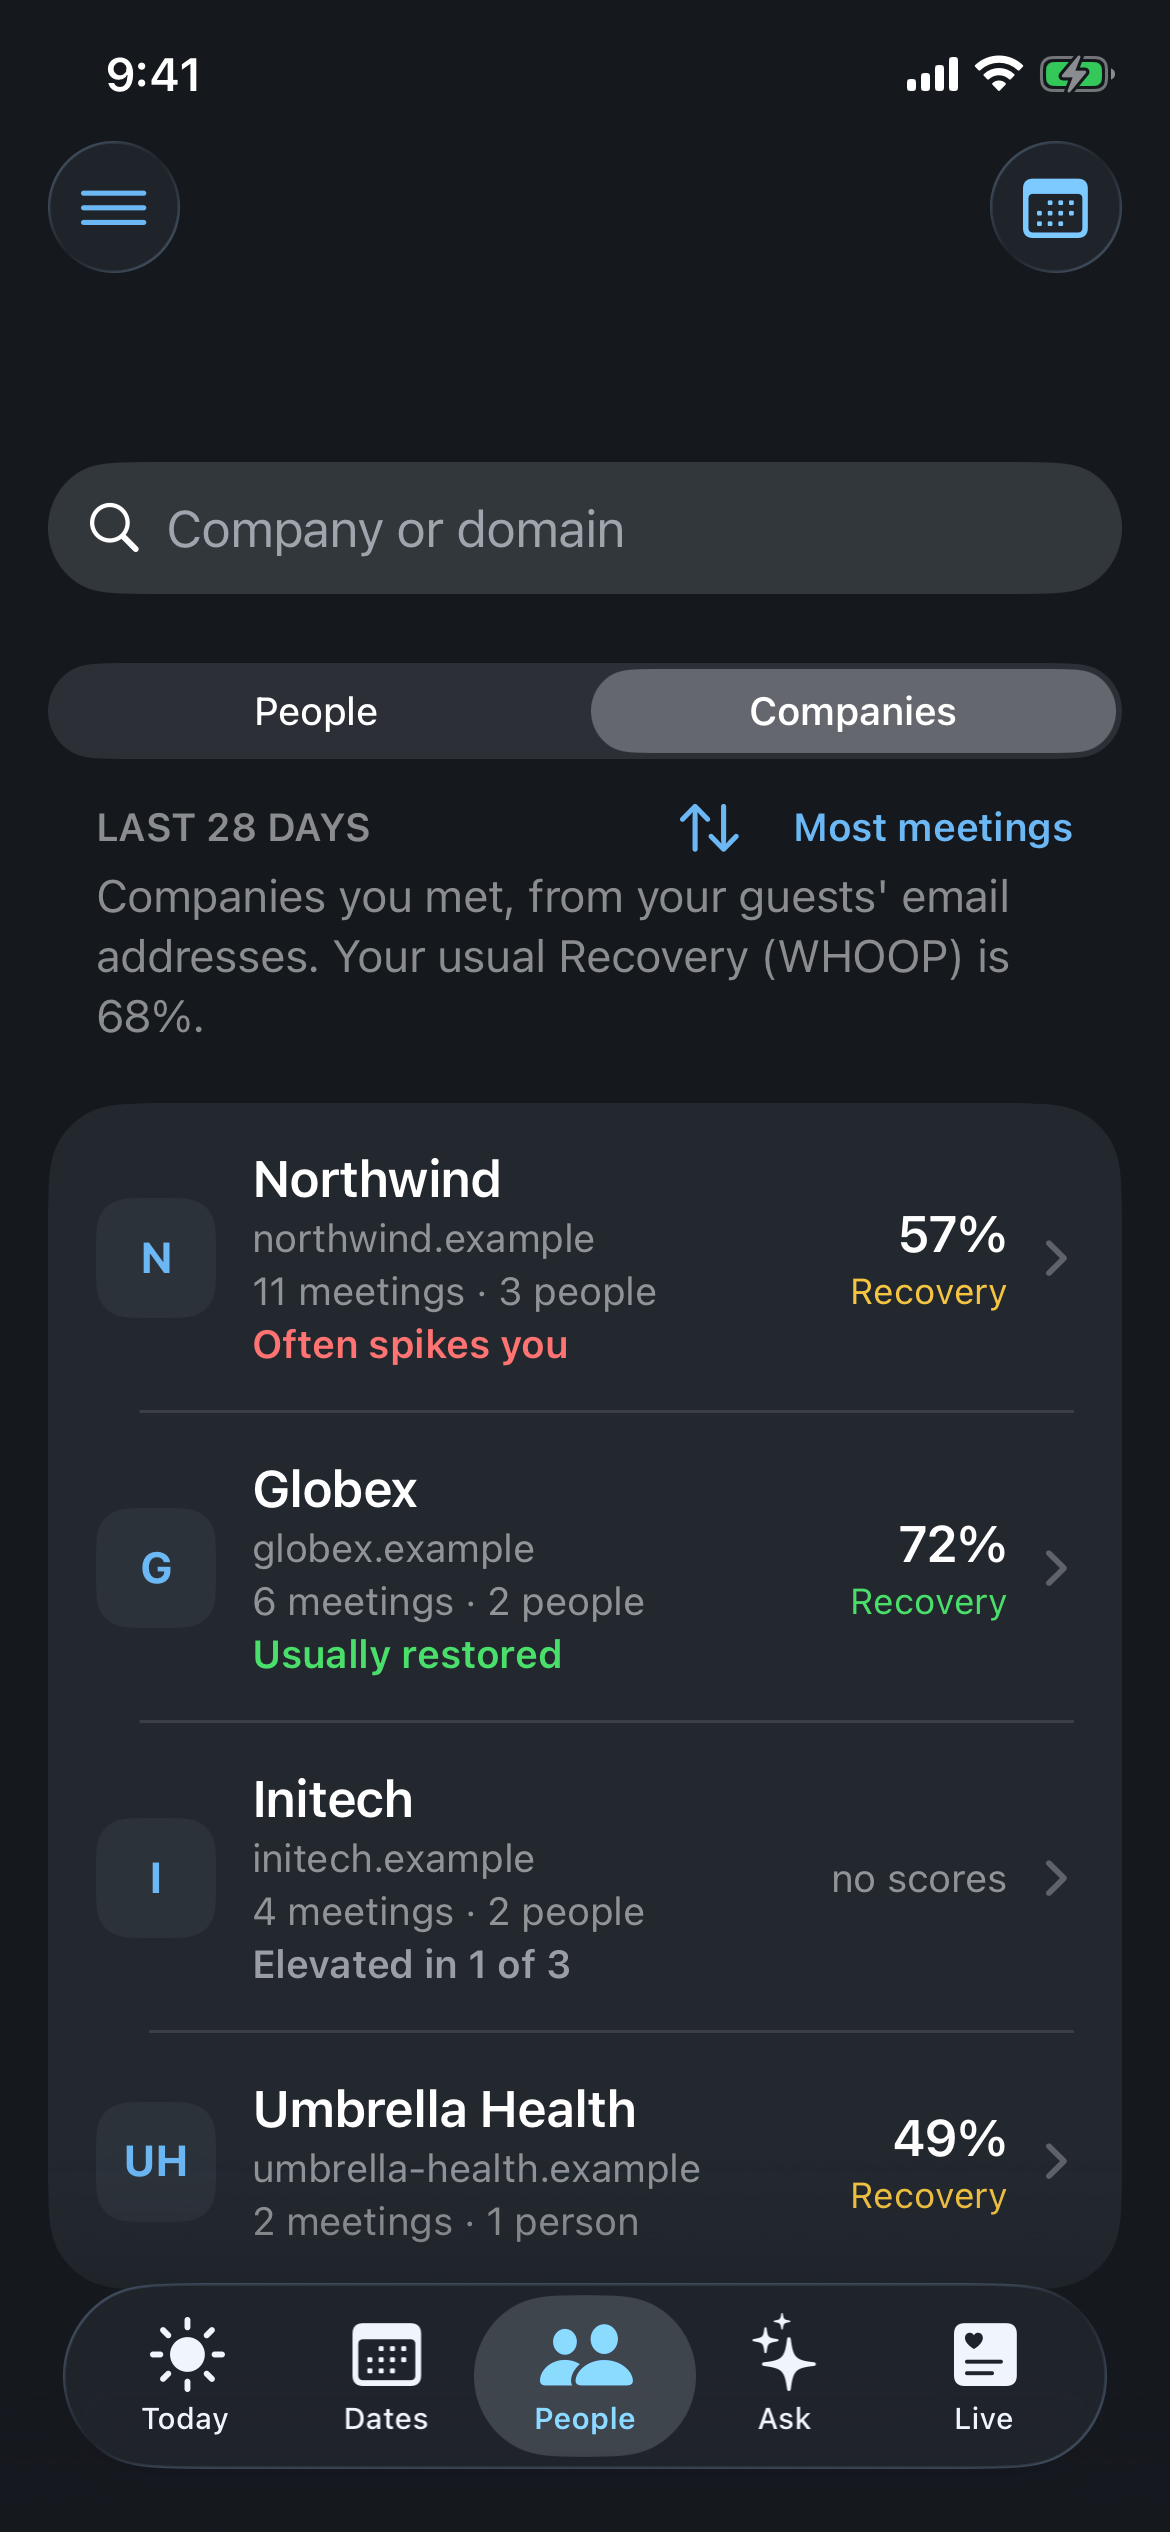 9:41
Company or domain
People
Companies
LAST 28 DAYS
Most meetings
Companies you met, from your guests' email
addresses. Your usual Recovery (WHOOP) is
68%.
N
Northwind
northwind.example
11 meetings · 3 people
Often spikes you
57%
Recovery
G
Globex
globex.example
6 meetings · 2 people
Usually restored
72%
Recovery
I
Initech
initech.example
4 meetings · 2 people
Elevated in 1 of 3
no scores
UH
Umbrella Health
umbrella-health.example
2 meetings · 1 person
49%
Recovery
Today
Dates
People
Ask
Live